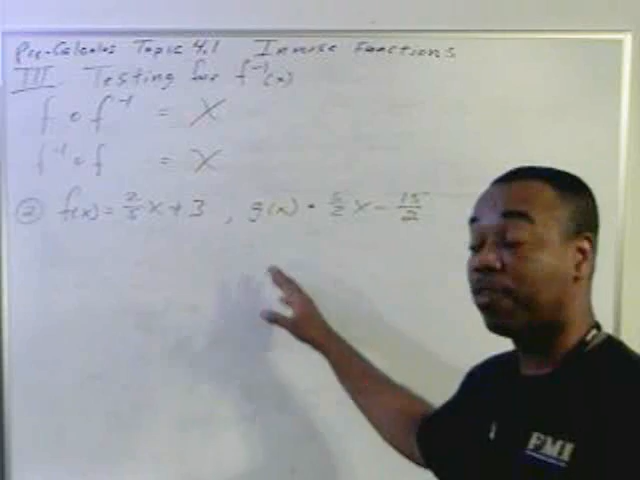 Pre-Calculus Topic 4.1 Inverse Functions
III Testing for f⁻¹(x)
f ∘ f⁻¹ = X
f⁻¹ ∘ f = X
② f(x) = 2/5 x + 3 , g(x) = 5/2 x - 15/2
FMI